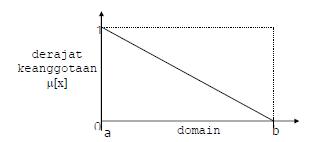 1
derajat
keanggotaan
μ[x]
0
a
domain
b